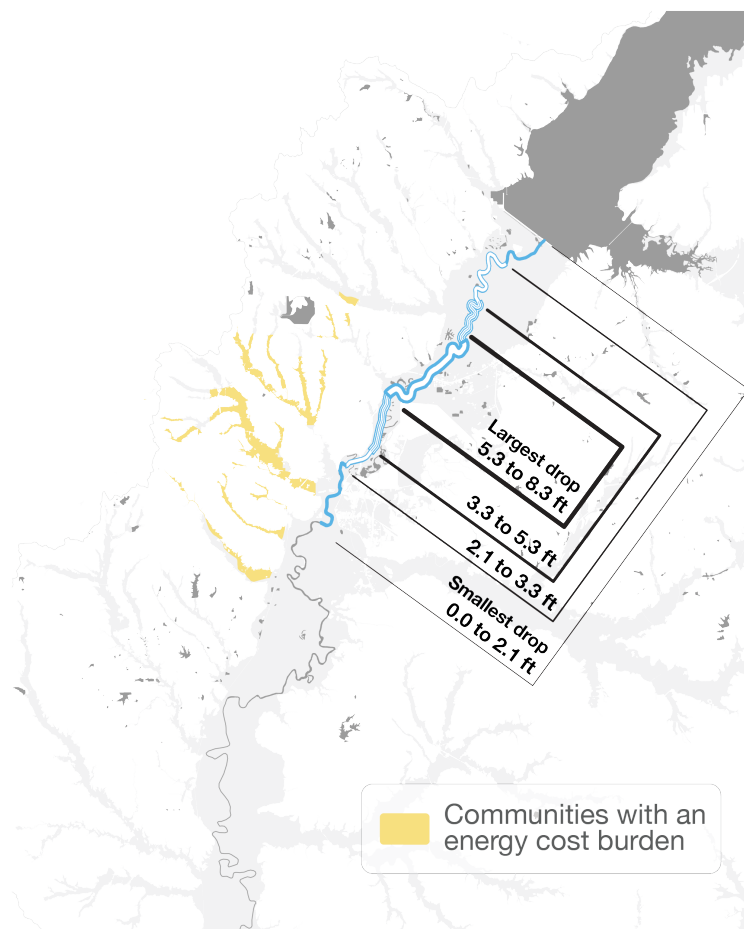 Largest drop
5.3 to 8.3 ft
3.3 to 5.3 ft
2.1 to 3.3 ft
Smallest drop
0.0 to 2.1 ft
Communities with an
energy cost burden